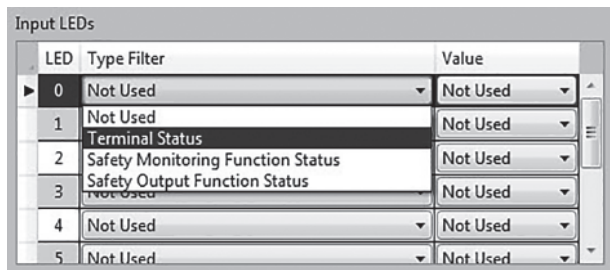 Input LEDs
LED Type Filter Value
0 Not Used Not Used
Not Used
1 Terminal Status Not Used
2 Safety Monitoring Function Status Not Used
Safety Output Function Status
3 Not Used Not Used
4 Not Used Not Used
5 Not Used Not Used